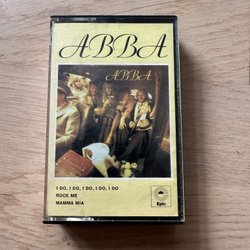 ABBA
ABBA
I DO, I DO, I DO, I DO, I DO
ROCK ME
MAMMA MIA
Epic